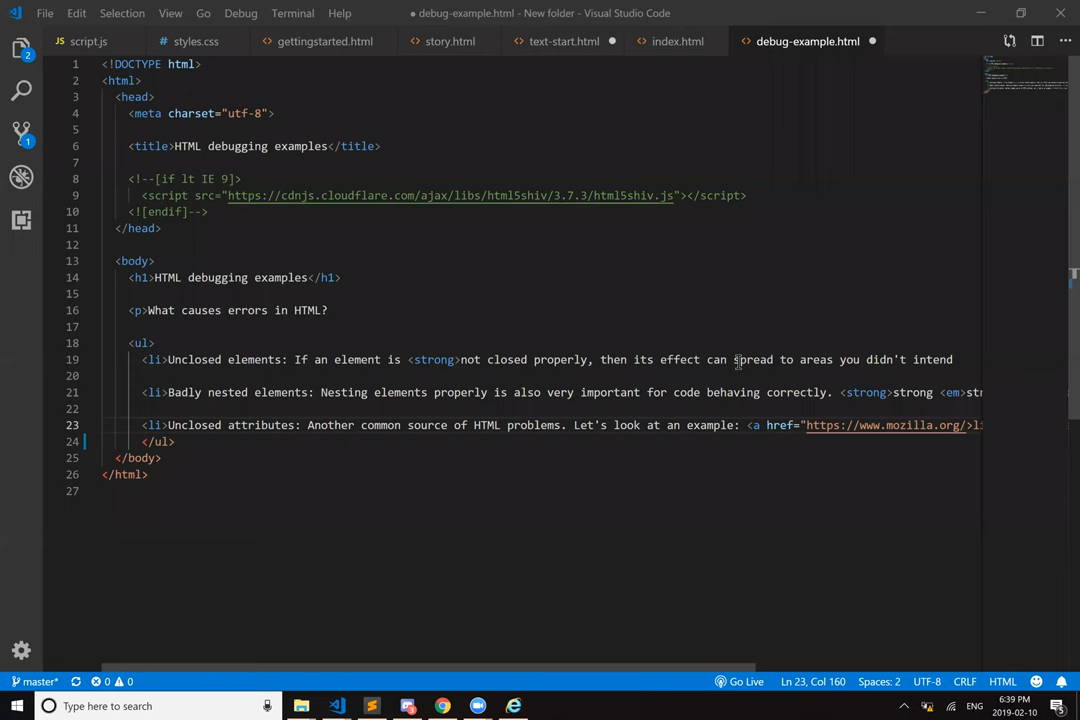 File Edit Selection View Go Debug Terminal Help
● debug-example.html - New folder - Visual Studio Code
JS script.js # styles.css <> gettingstarted.html <> story.html <> text-start.html ● <> index.html <> debug-example.html ●
2
1
1 <!DOCTYPE html>
2 <html>
3 <head>
4 <meta charset="utf-8">
5
6 <title>HTML debugging examples</title>
7
8 <!--[if lt IE 9]>
9 <script src="https://cdnjs.cloudflare.com/ajax/libs/html5shiv/3.7.3/html5shiv.js"></script>
10 <![endif]-->
11 </head>
12
13 <body>
14 <h1>HTML debugging examples</h1>
15
16 <p>What causes errors in HTML?
17
18 <ul>
19 <li>Unclosed elements: If an element is <strong>not closed properly, then its effect can spread to areas you didn't intend
20
21 <li>Badly nested elements: Nesting elements properly is also very important for code behaving correctly. <strong>strong <em>str
22
23 <li>Unclosed attributes: Another common source of HTML problems. Let's look at an example: <a href="https://www.mozilla.org/>li
24 </ul>
25 </body>
26 </html>
27
master* 0 0 Go Live Ln 23, Col 160 Spaces: 2 UTF-8 CRLF HTML
Type here to search
3
ENG
6:39 PM
2019-02-10
5